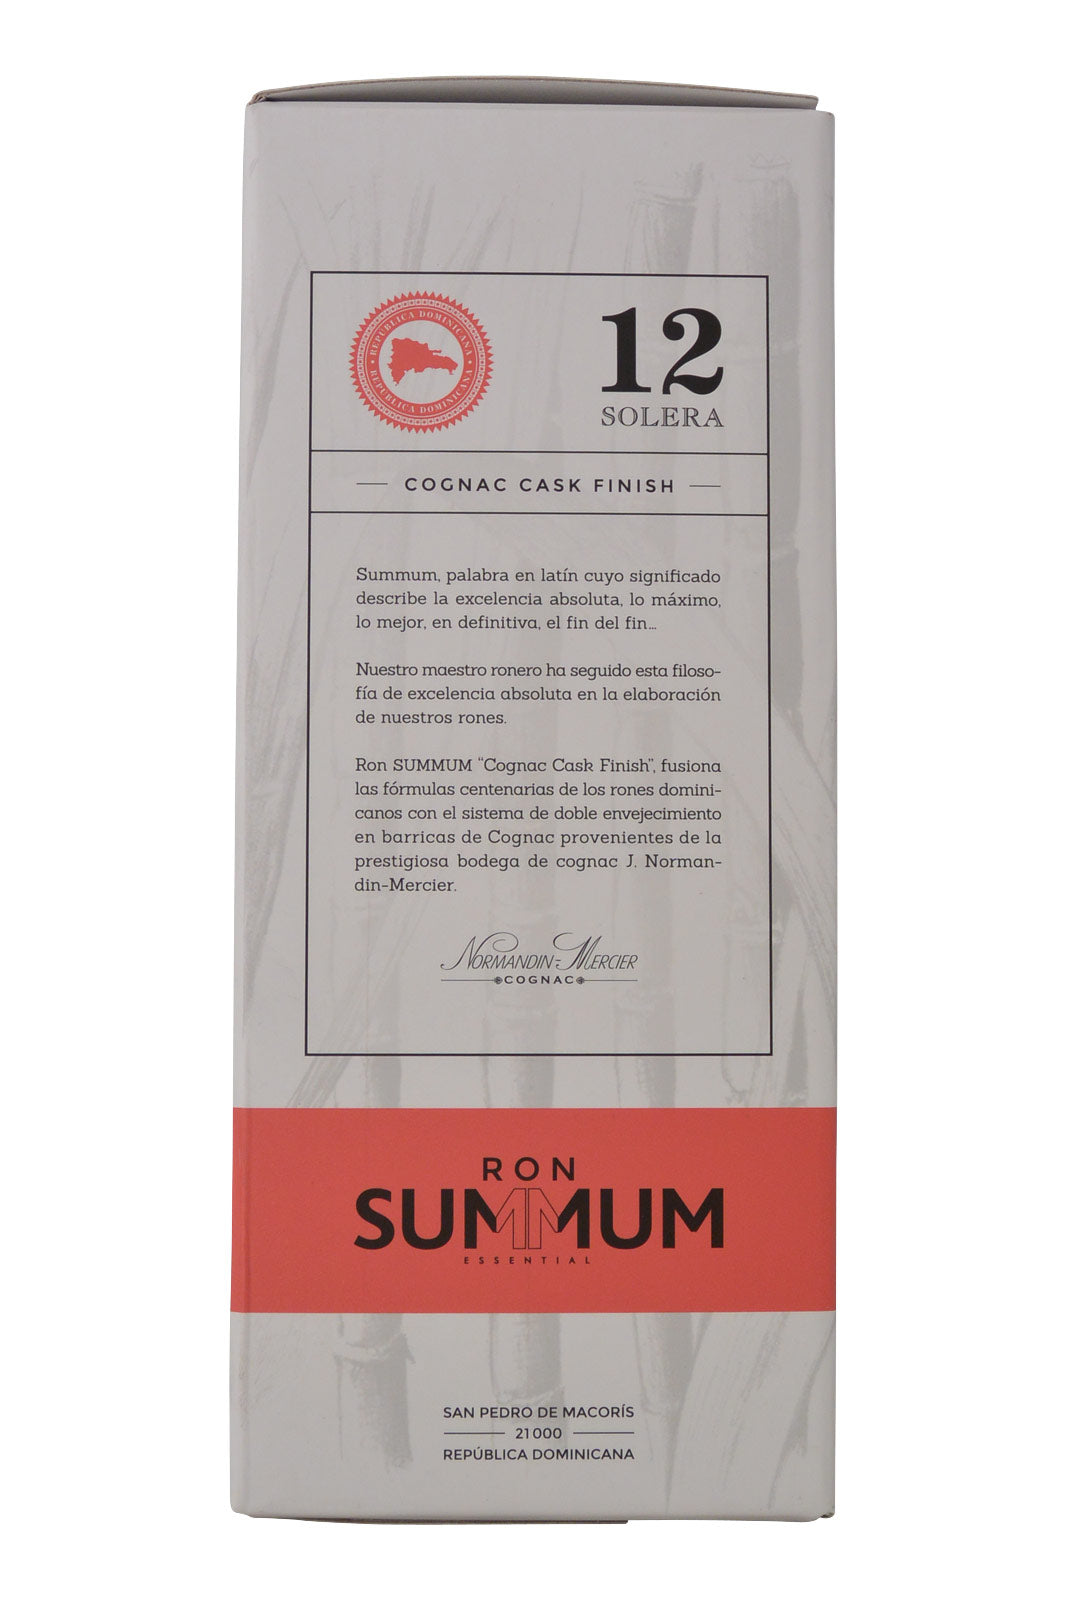 REPUBLICA DOMINICANA
REPUBLICA DOMINICANA
12
SOLERA
COGNAC CASK FINISH
Summum, palabra en latín cuyo significado
describe la excelencia absoluta, lo máximo,
lo mejor, en definitiva, el fin del fin...
Nuestro maestro ronero ha seguido esta filoso-
fía de excelencia absoluta en la elaboración
de nuestros rones.
Ron SUMMUM “Cognac Cask Finish”, fusiona
las fórmulas centenarias de los rones domini-
canos con el sistema de doble envejecimiento
en barricas de Cognac provenientes de la
prestigiosa bodega de cognac J. Norman-
din-Mercier.
NORMANDIN-MERCIER
COGNAC
RON
SUMMUM
ESSENTIAL
SAN PEDRO DE MACORÍS
21000
REPÚBLICA DOMINICANA